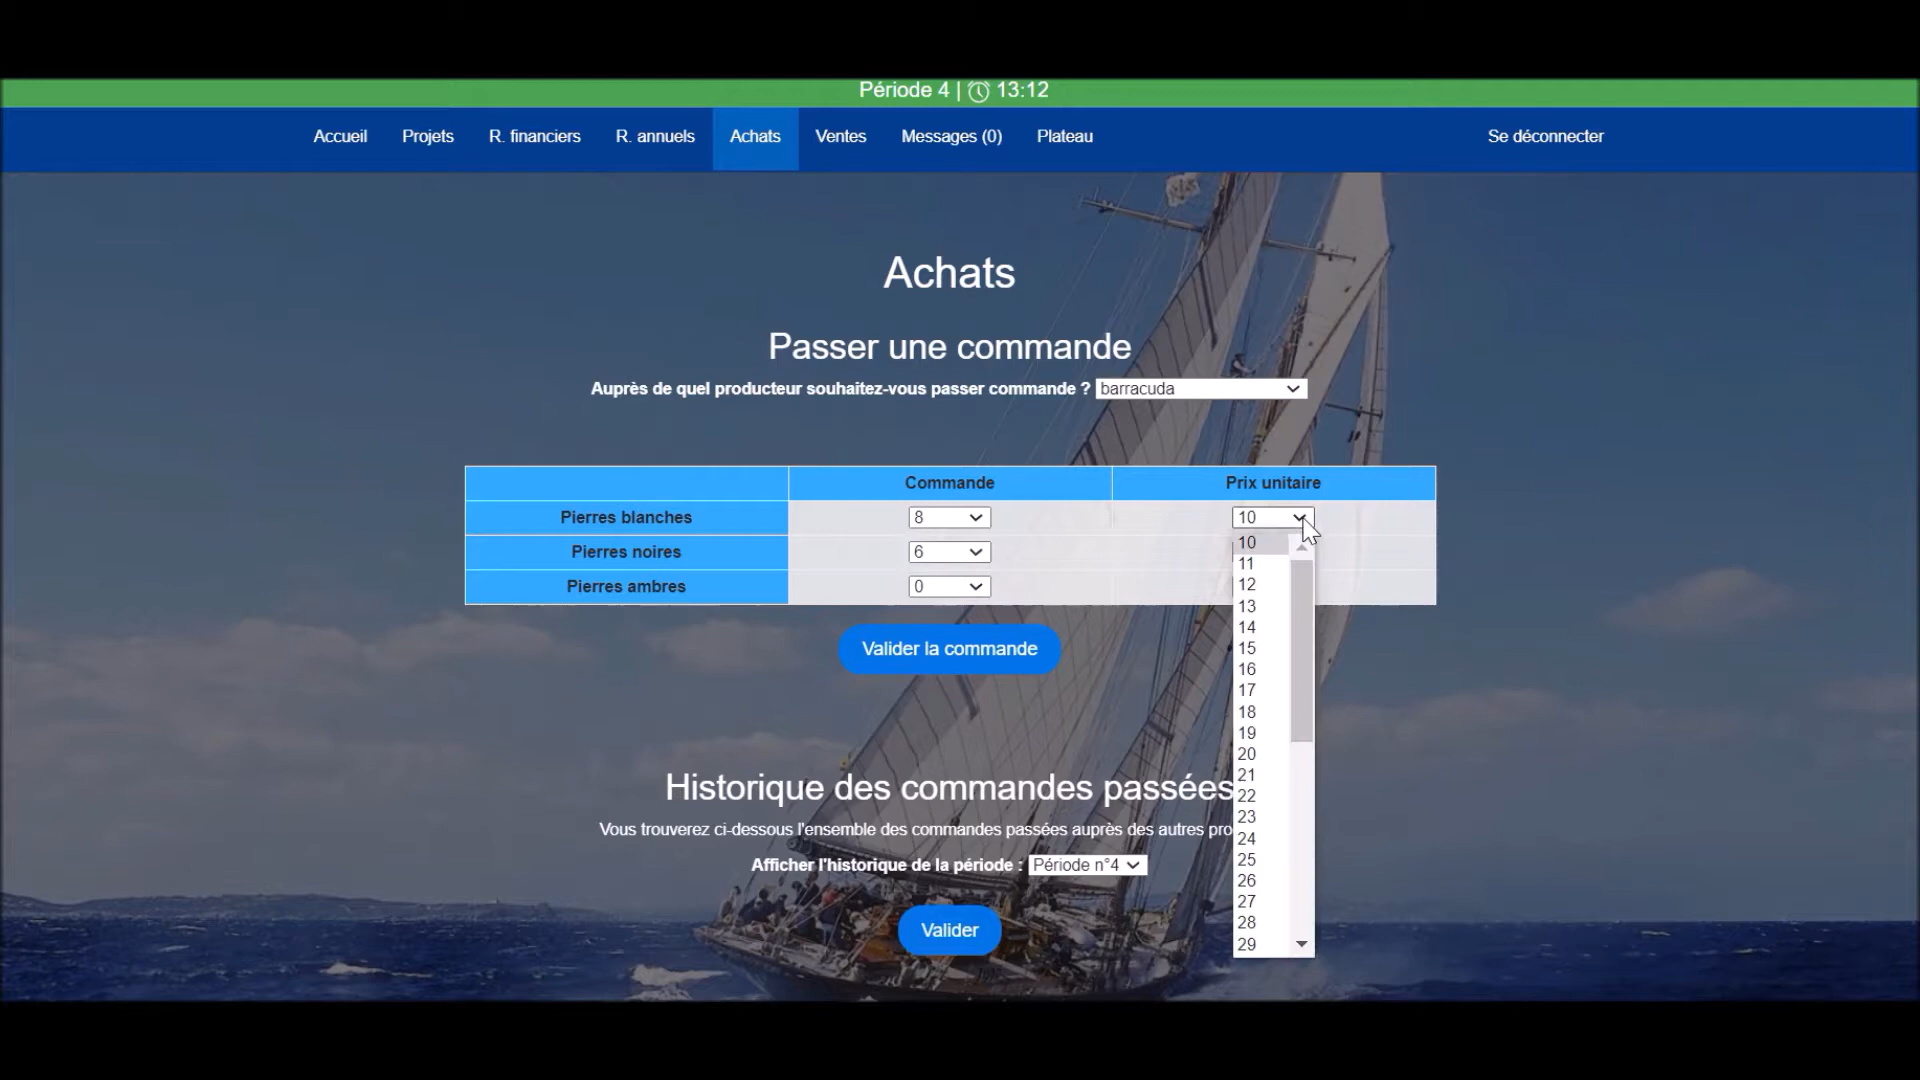 Période 4 | 13:12
Accueil Projets R. financiers R. annuels Achats Ventes Messages (0) Plateau Se déconnecter
Achats
Passer une commande
Auprès de quel producteur souhaitez-vous passer commande ? barracuda
Commande Prix unitaire
Pierres blanches 8 10
Pierres noires 6
Pierres ambres 0
10
11
12
13
14
15
16
17
18
19
20
21
22
23
24
25
26
27
28
29
Valider la commande
Historique des commandes passées
Vous trouverez ci-dessous l'ensemble des commandes passées auprès des autres pro
Afficher l'historique de la période : Période n°4
Valider